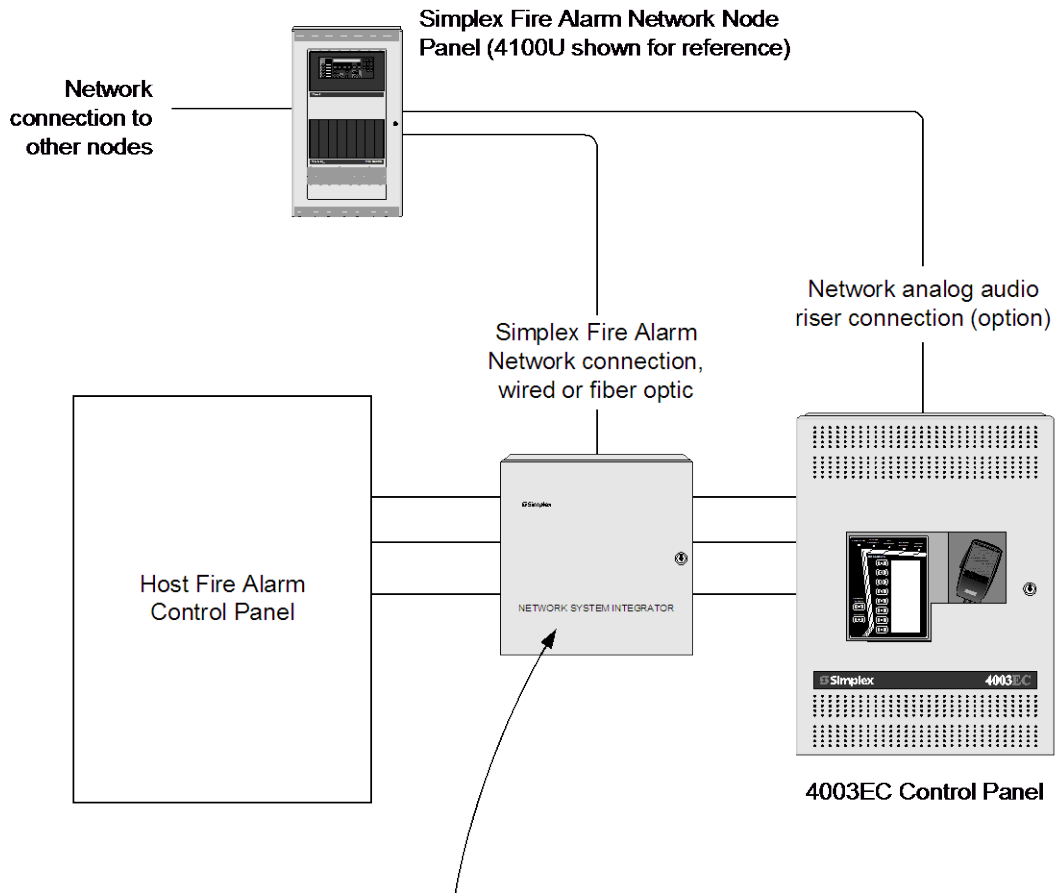 Simplex Fire Alarm Network Node
Panel (4100U shown for reference)
Network
connection to
other nodes
Network analog audio
riser connection (option)
Simplex Fire Alarm
Network connection,
wired or fiber optic
Host Fire Alarm
Control Panel
Simplex
NETWORK SYSTEM INTEGRATOR
Simplex 4003EC
4003EC Control Panel